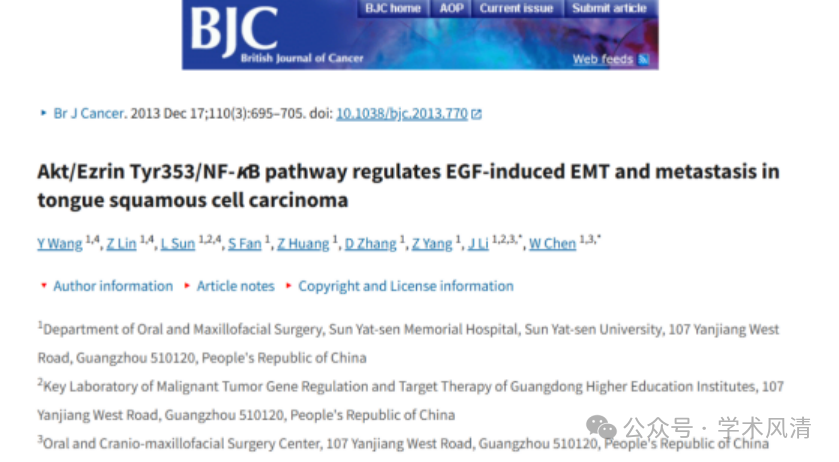 BJC home AOP Current issue Submit article
BJC
British Journal of Cancer
Web feeds
Br J Cancer. 2013 Dec 17;110(3):695–705. doi: 10.1038/bjc.2013.770
Akt/Ezrin Tyr353/NF-κB pathway regulates EGF-induced EMT and metastasis in
tongue squamous cell carcinoma
Y Wang 1,4, Z Lin 1,4, L Sun 1,2,4, S Fan 1, Z Huang 1, D Zhang 1, Z Yang 1, J Li 1,2,3,*, W Chen 1,3,*
Author information Article notes Copyright and License information
1Department of Oral and Maxillofacial Surgery, Sun Yat-sen Memorial Hospital, Sun Yat-sen University, 107 Yanjiang West
Road, Guangzhou 510120, People's Republic of China
2Key Laboratory of Malignant Tumor Gene Regulation and Target Therapy of Guangdong Higher Education Institutes, 107
Yanjiang West Road, Guangzhou 510120, People's Republic of China
3Oral and Cranio-maxillofacial Surgery Center, 107 Yanjiang West Road, Guangzhou 510120, People's Republic of China
公众号 · 学术风清